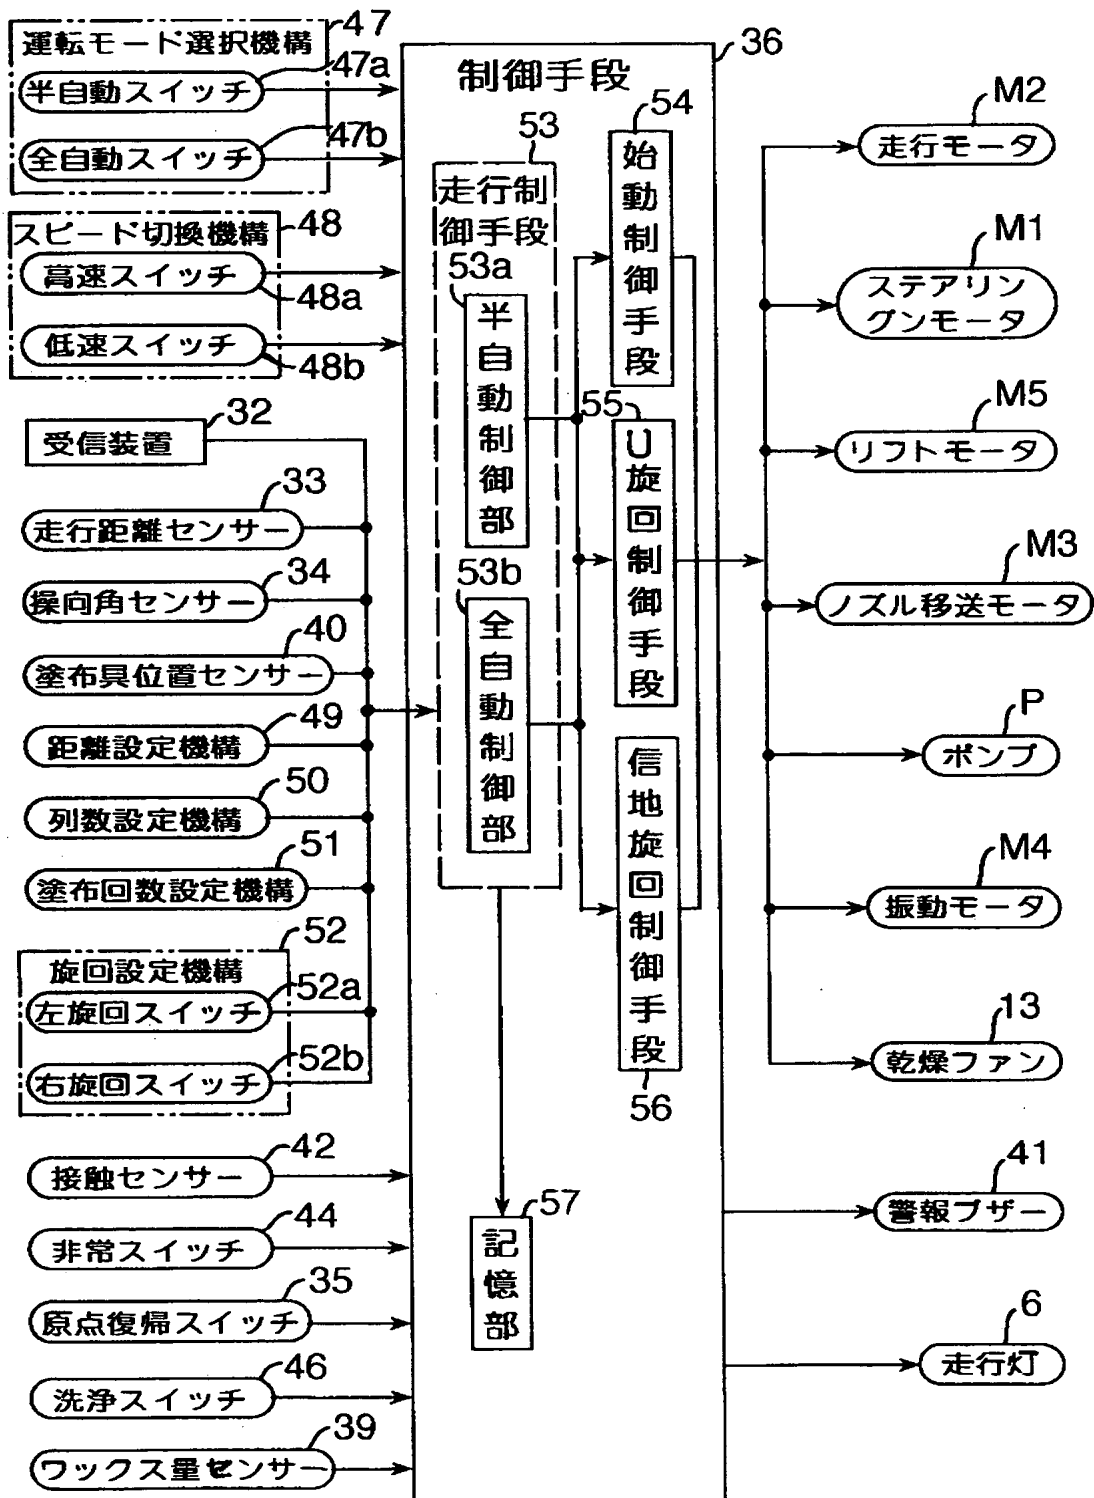 運転モード選択機構
47
半自動スイッチ
47a
全自動スイッチ
47b
スピード切換機構
48
高速スイッチ
48a
低速スイッチ
48b
受信装置
32
走行距離センサー
33
操向角センサー
34
塗布具位置センサー
40
距離設定機構
49
列数設定機構
50
塗布回数設定機構
51
旋回設定機構
52
左旋回スイッチ
52a
右旋回スイッチ
52b
接触センサー
42
非常スイッチ
44
原点復帰スイッチ
35
洗浄スイッチ
46
ワックス量センサー
39
制御手段
36
走行制
御手段
53
53a
半自動制御部
53b
全自動制御部
54
始動制御手段
55
U旋回制御手段
信地旋回制御手段
56
57
記憶部
M2
走行モータ
M1
ステアリン
グンモータ
M5
リフトモータ
M3
ノズル移送モータ
P
ポンプ
M4
振動モータ
13
乾燥ファン
41
警報ブザー
6
走行灯